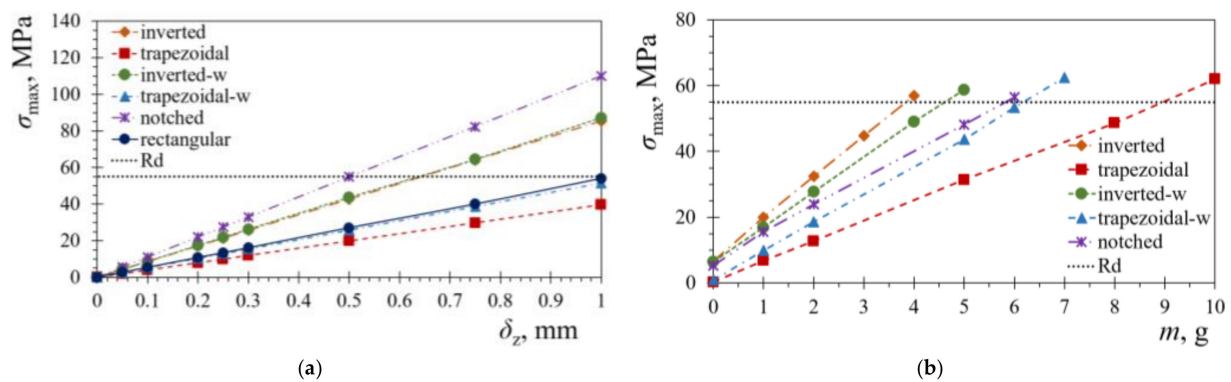 140
120
100
80
60
40
20
0
σmax, MPa
inverted
trapezoidal
inverted-w
trapezoidal-w
notched
rectangular
Rd
0 0.1 0.2 0.3 0.4 0.5 0.6 0.7 0.8 0.9 1
δz, mm
(a)
80
60
40
20
0
σmax, MPa
inverted
trapezoidal
inverted-w
trapezoidal-w
notched
Rd
0 1 2 3 4 5 6 7 8 9 10
m, g
(b)